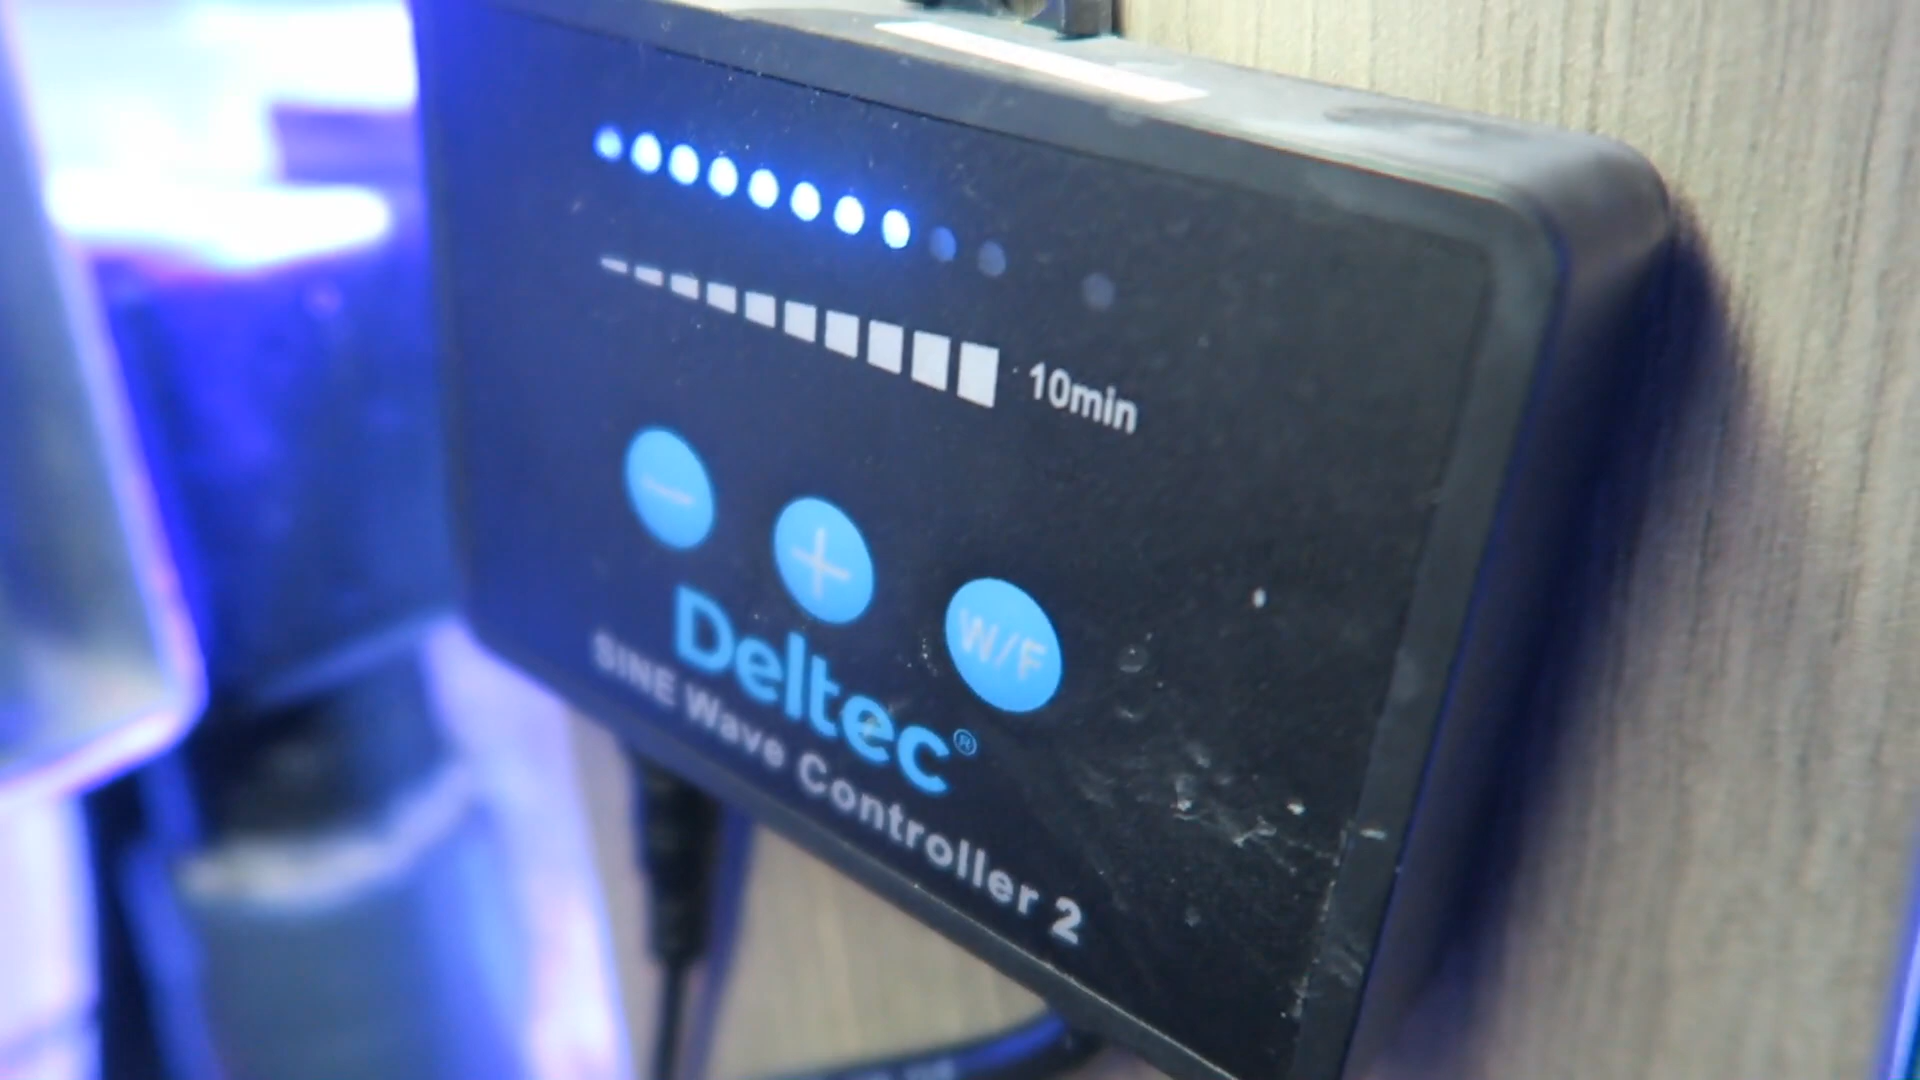 10min
− +
W/F
Deltec®
SINE Wave Controller 2